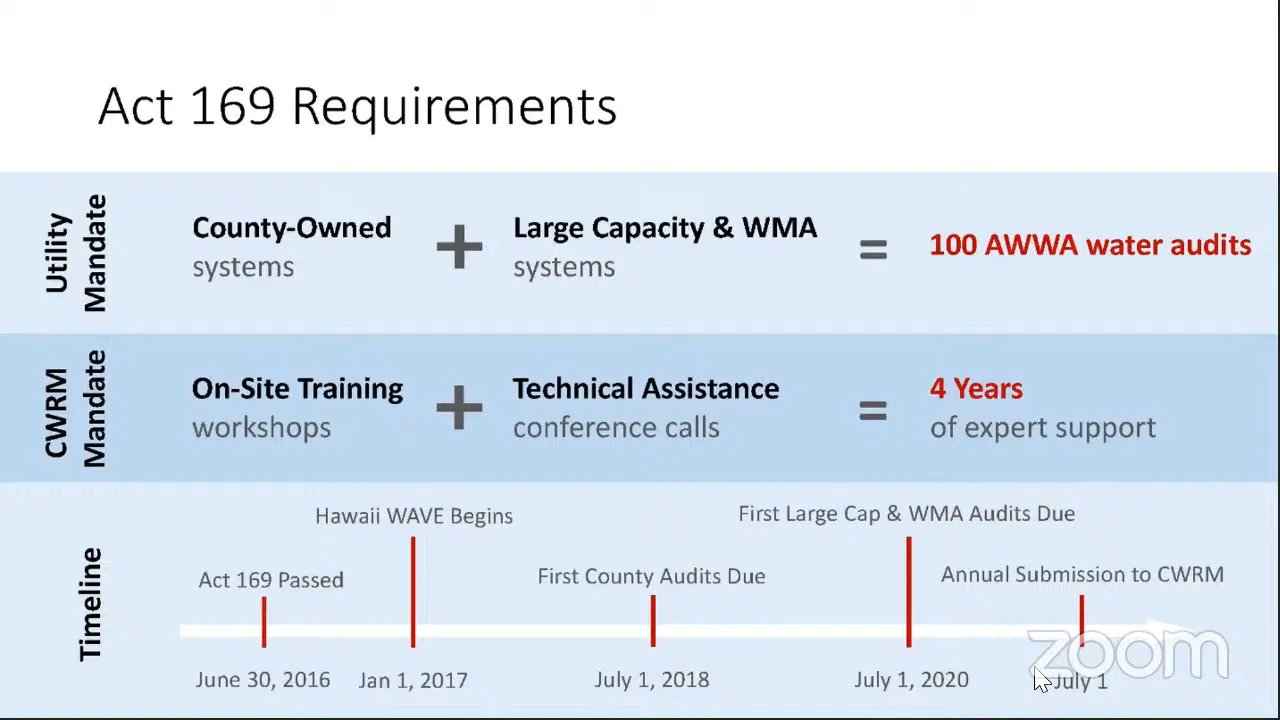 Act 169 Requirements
Utility
Mandate
County-Owned
systems
+
Large Capacity & WMA
systems
=
100 AWWA water audits
CWRM
Mandate
On-Site Training
workshops
+
Technical Assistance
conference calls
=
4 Years
of expert support
Timeline
Hawaii WAVE Begins
First Large Cap & WMA Audits Due
Act 169 Passed
First County Audits Due
Annual Submission to CWRM
June 30, 2016
Jan 1, 2017
July 1, 2018
July 1, 2020
July 1
zoom